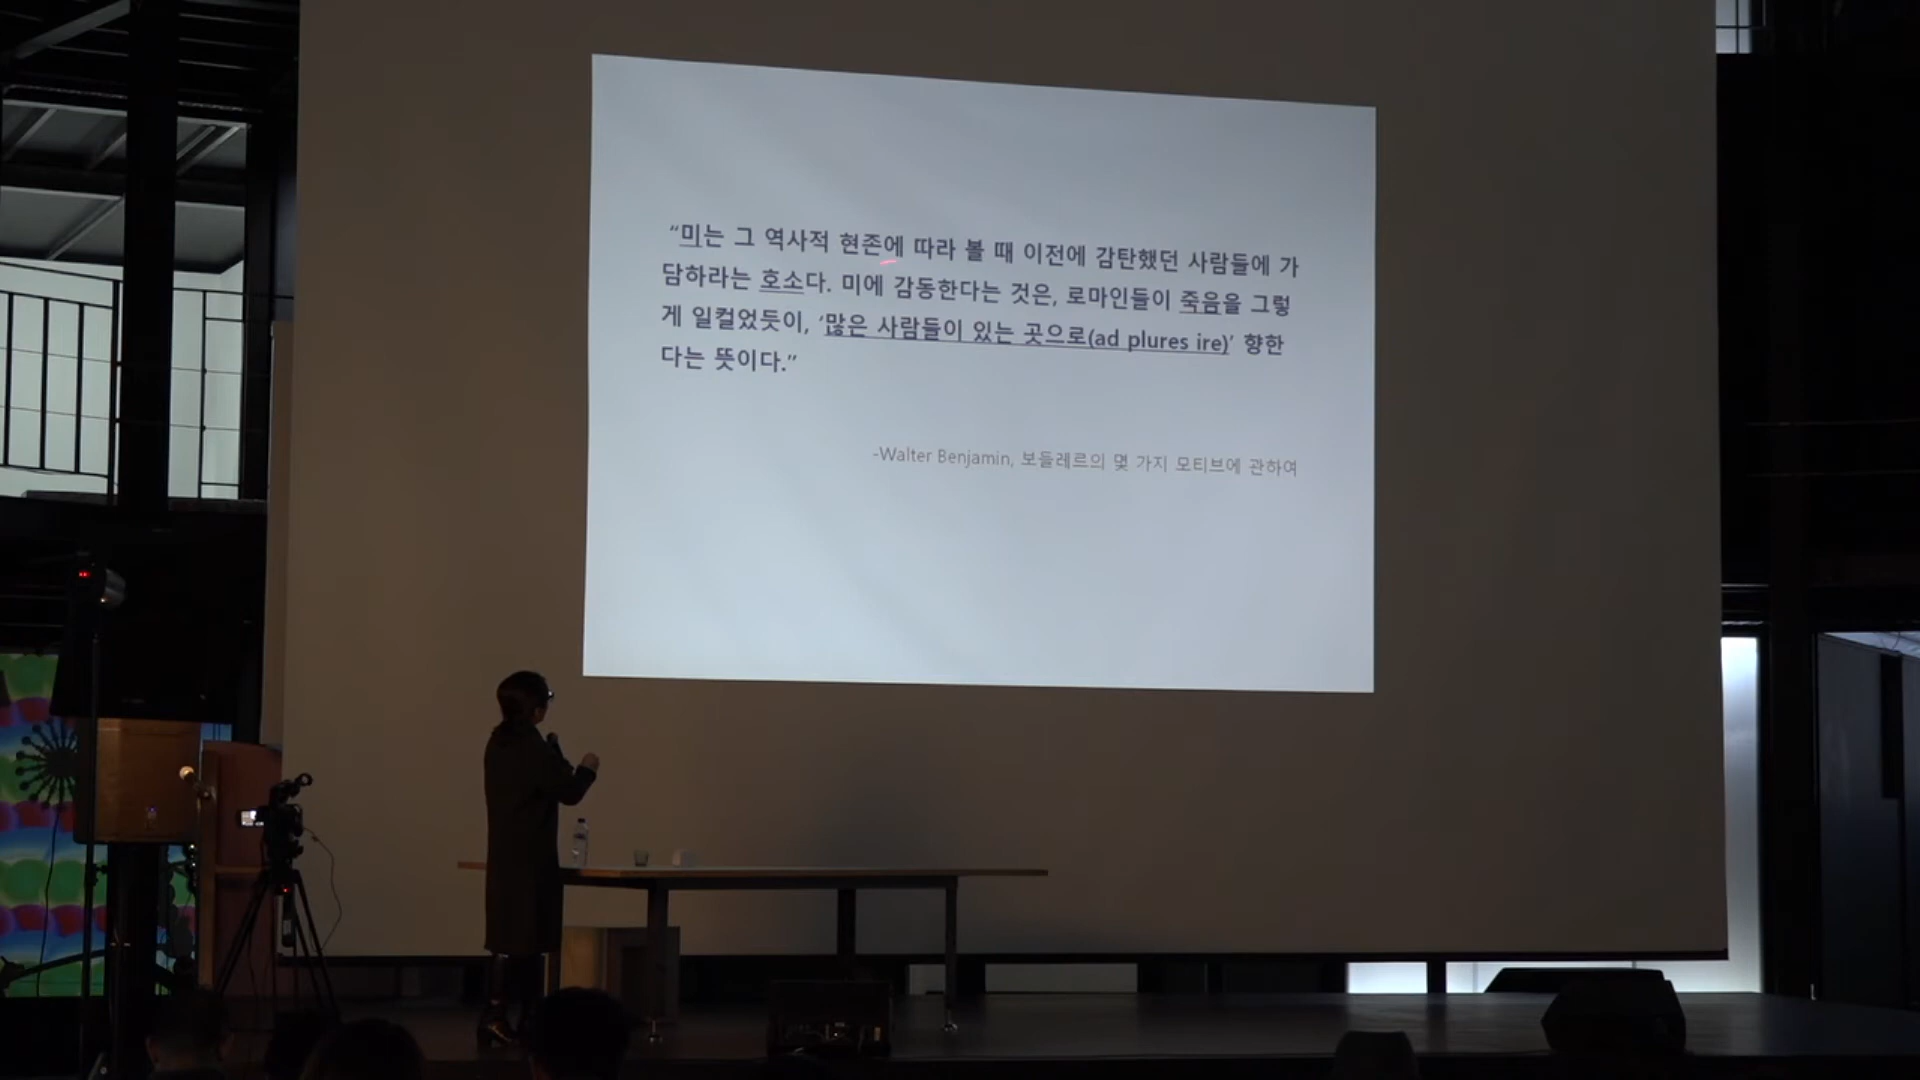 “미는 그 역사적 현존에 따라 볼 때 이전에 감탄했던 사람들에 가
담하라는 호소다. 미에 감동한다는 것은, 로마인들이 죽음을 그렇
게 일컬었듯이, ‘많은 사람들이 있는 곳으로(ad plures ire)’ 향한
다는 뜻이다.”
-Walter Benjamin, 보들레르의 몇 가지 모티브에 관하여